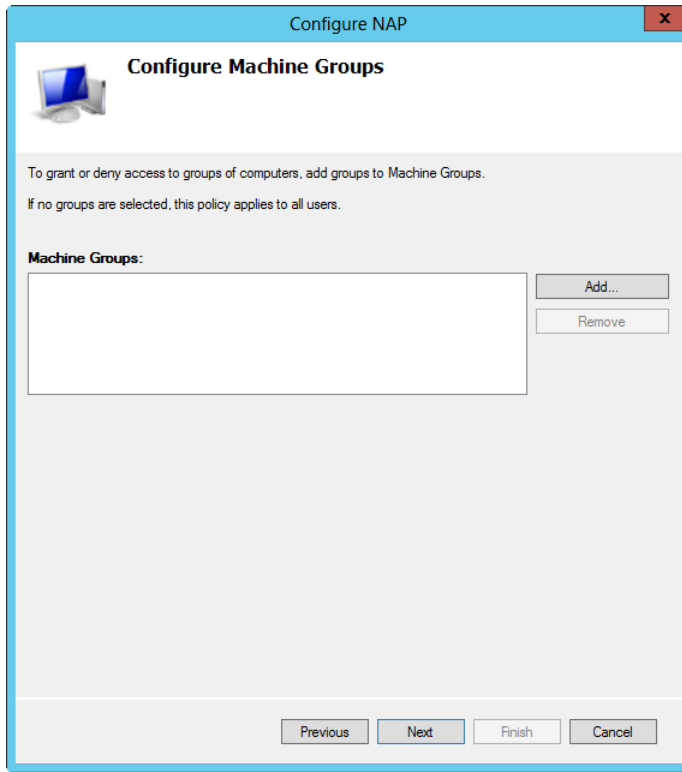 Configure NAP
x
Configure Machine Groups
To grant or deny access to groups of computers, add groups to Machine Groups.
If no groups are selected, this policy applies to all users.
Machine Groups:
Add...
Remove
Previous Next Finish Cancel